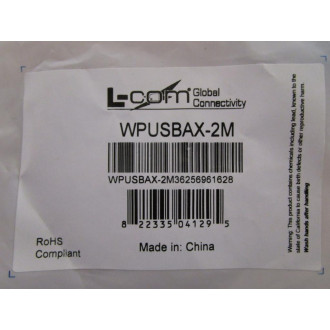 L-com Global
Connectivity
WPUSBAX-2M
WPUSBAX-2M36256961628
8 22335 04129 5
RoHS
Compliant
Made in: China
Warning: This product contains chemicals including lead, known to the
state of California to cause birth defects or other reproductive harm.
Wash hands after handling